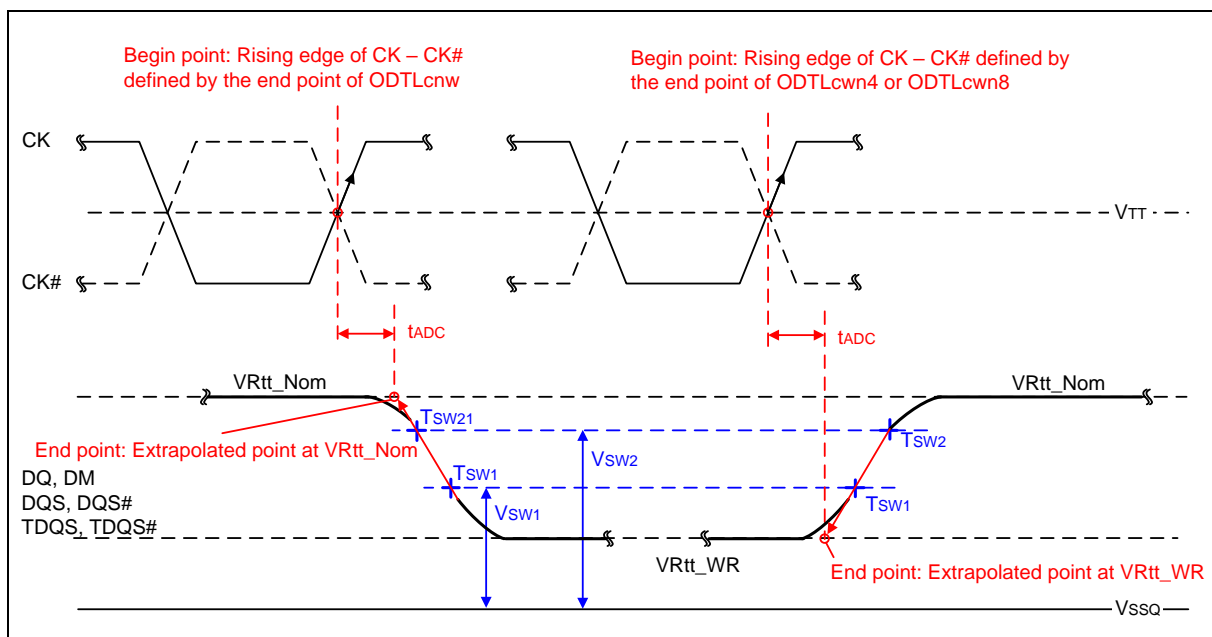 Begin point: Rising edge of CK – CK#
defined by the end point of ODTLcnw
Begin point: Rising edge of CK – CK# defined by
the end point of ODTLcwn4 or ODTLcwn8
CK
VTT
CK#
tADC
tADC
VRtt_Nom
VRtt_Nom
TSW21
TSW2
End point: Extrapolated point at VRtt_Nom
VSW2
DQ, DM
DQS, DQS#
TDQS, TDQS#
TSW1
TSW1
VSW1
VRtt_WR
End point: Extrapolated point at VRtt_WR
VSSQ